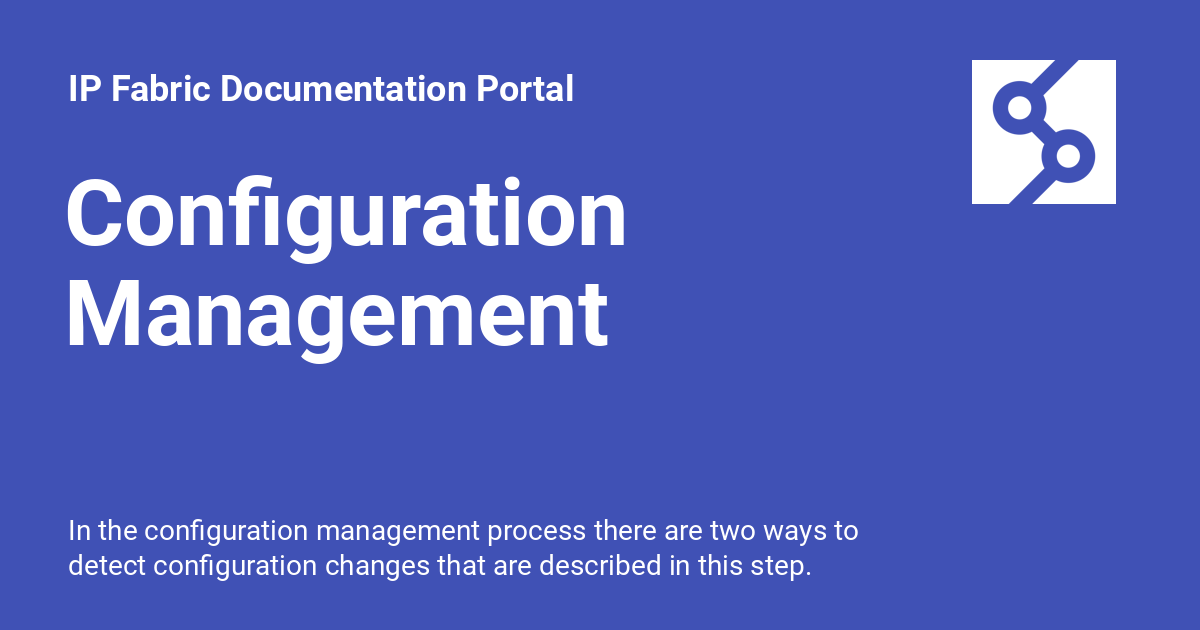 IP Fabric Documentation Portal
Configuration
Management
In the configuration management process there are two ways to
detect configuration changes that are described in this step.